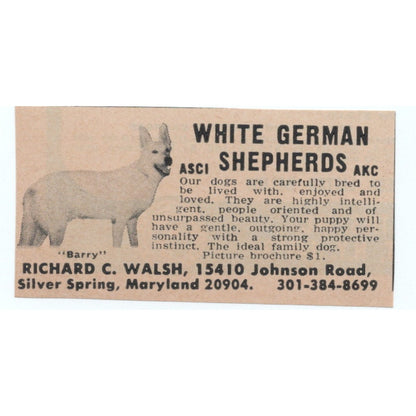 WHITE GERMAN
ASCI SHEPHERDS AKC
Our dogs are carefully bred to
be lived with, enjoyed and
loved. They are highly intelli-
gent, people oriented and of
unsurpassed beauty. Your puppy will
have a gentle, outgoing, happy per-
sonality with a strong protective
instinct. The ideal family dog.
"Barry" Picture brochure $1.
RICHARD C. WALSH, 15410 Johnson Road,
Silver Spring, Maryland 20904. 301-384-8699